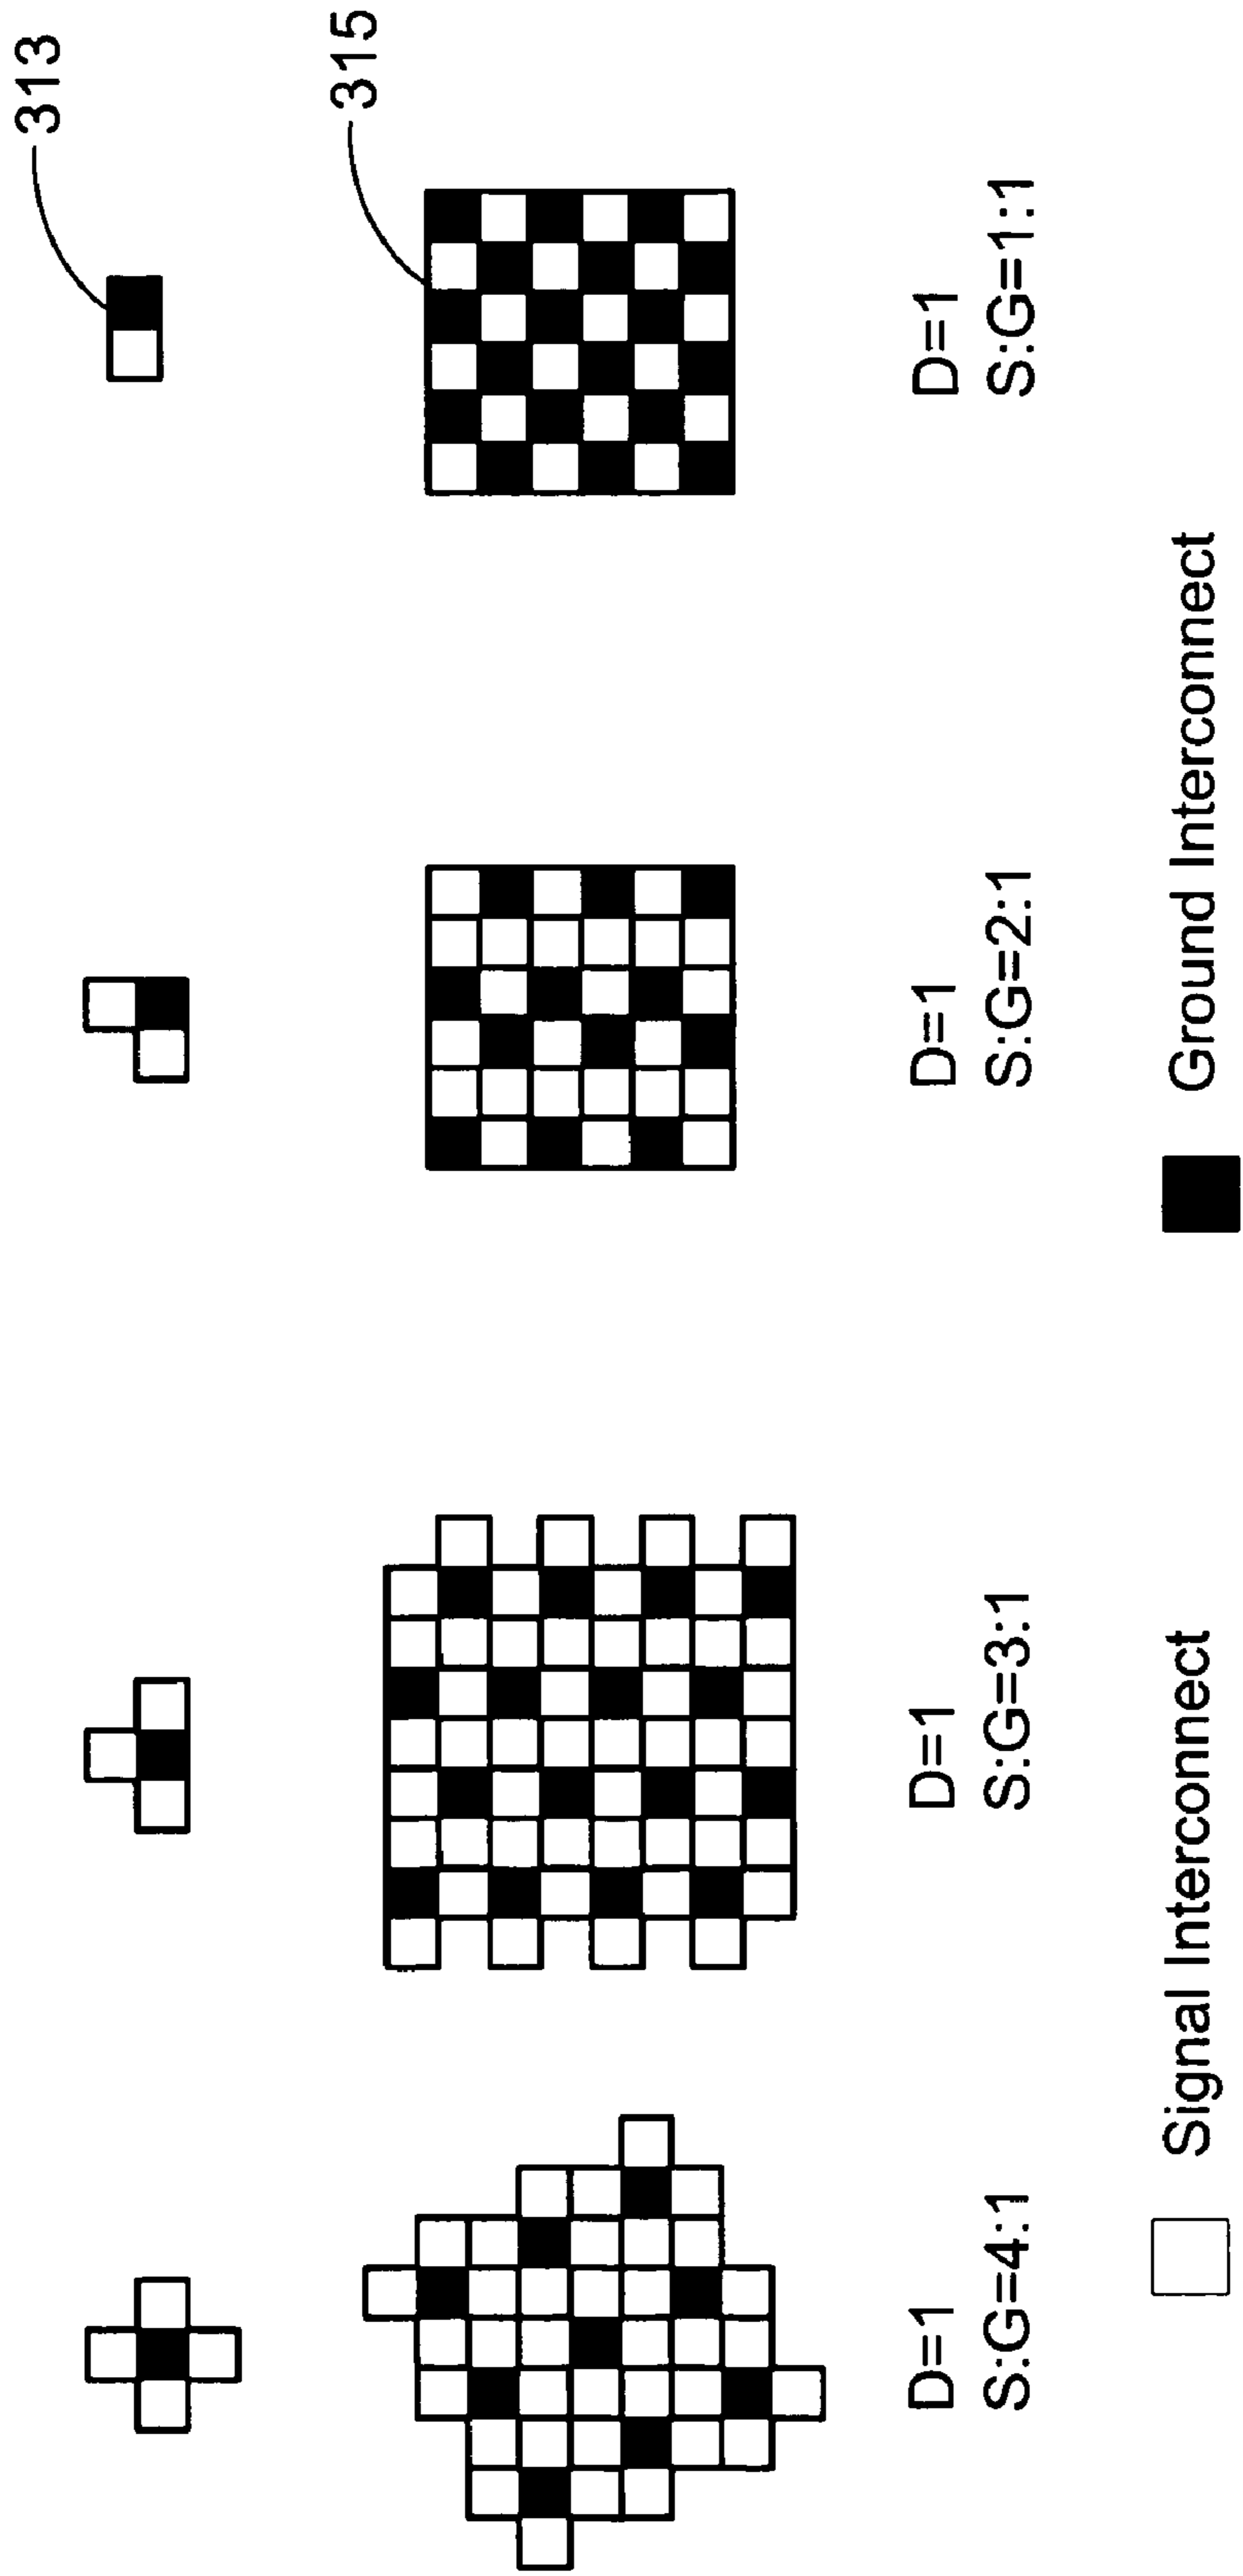 313
315
D=1
S:G=4:1
D=1
S:G=3:1
D=1
S:G=2:1
D=1
S:G=1:1
Signal Interconnect
Ground Interconnect